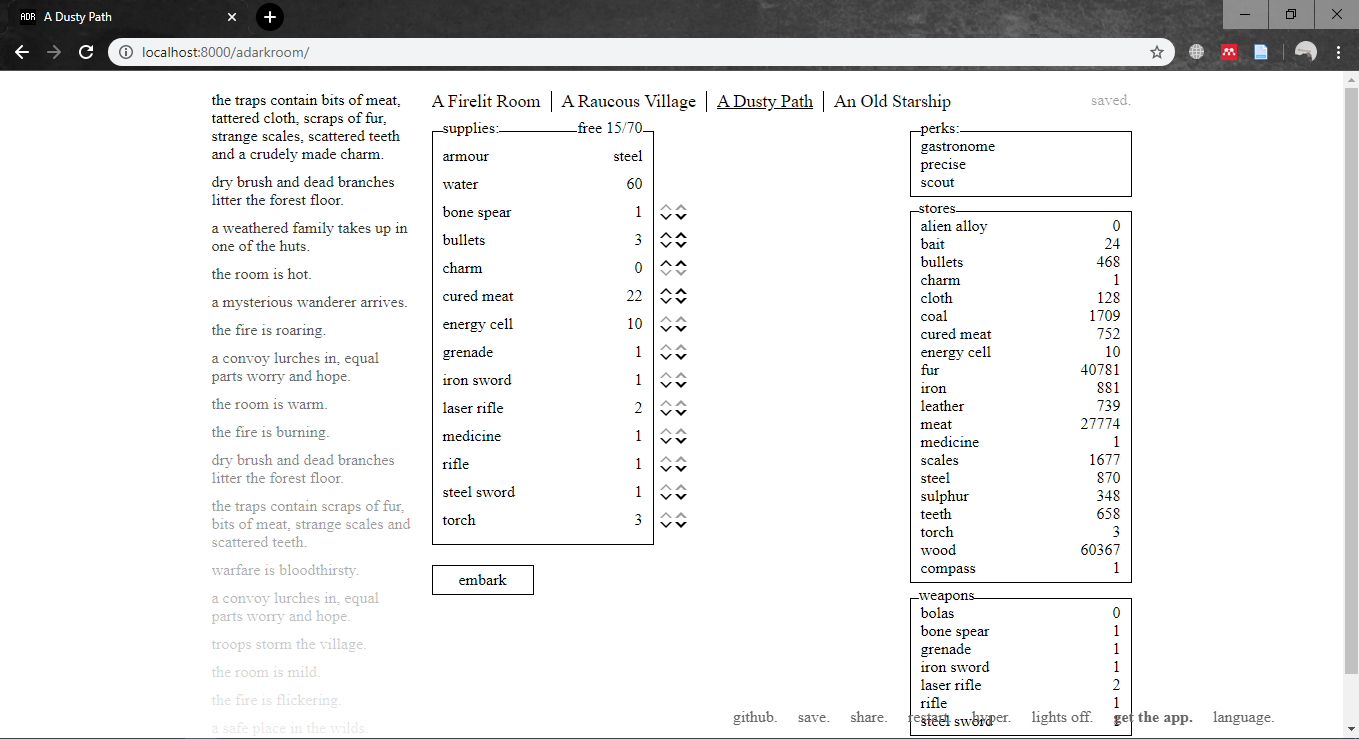 ADR A Dusty Path
localhost:8000/adarkroom/
the traps contain bits of meat,
tattered cloth, scraps of fur,
strange scales, scattered teeth
and a crudely made charm.
dry brush and dead branches
litter the forest floor.
a weathered family takes up in
one of the huts.
the room is hot.
a mysterious wanderer arrives.
the fire is roaring.
a convoy lurches in, equal
parts worry and hope.
the room is warm.
the fire is burning.
dry brush and dead branches
litter the forest floor.
the traps contain scraps of fur,
bits of meat, strange scales and
scattered teeth.
warfare is bloodthirsty.
a convoy lurches in, equal
parts worry and hope.
troops storm the village.
the room is mild.
the fire is flickering.
a safe place in the wilds.
A Firelit Room A Raucous Village A Dusty Path An Old Starship
saved.
supplies: free 15/70
armour steel
water 60
bone spear 1
bullets 3
charm 0
cured meat 22
energy cell 10
grenade 1
iron sword 1
laser rifle 2
medicine 1
rifle 1
steel sword 1
torch 3
embark
perks:
gastronome
precise
scout
stores
alien alloy 0
bait 24
bullets 468
charm 1
cloth 128
coal 1709
cured meat 752
energy cell 10
fur 40781
iron 881
leather 739
meat 27774
medicine 1
scales 1677
steel 870
sulphur 348
teeth 658
torch 3
wood 60367
compass 1
weapons
bolas 0
bone spear 1
grenade 1
iron sword 1
laser rifle 2
rifle 1
steel sword 1
github. save. share. restart. hyper. lights off. get the app. language.